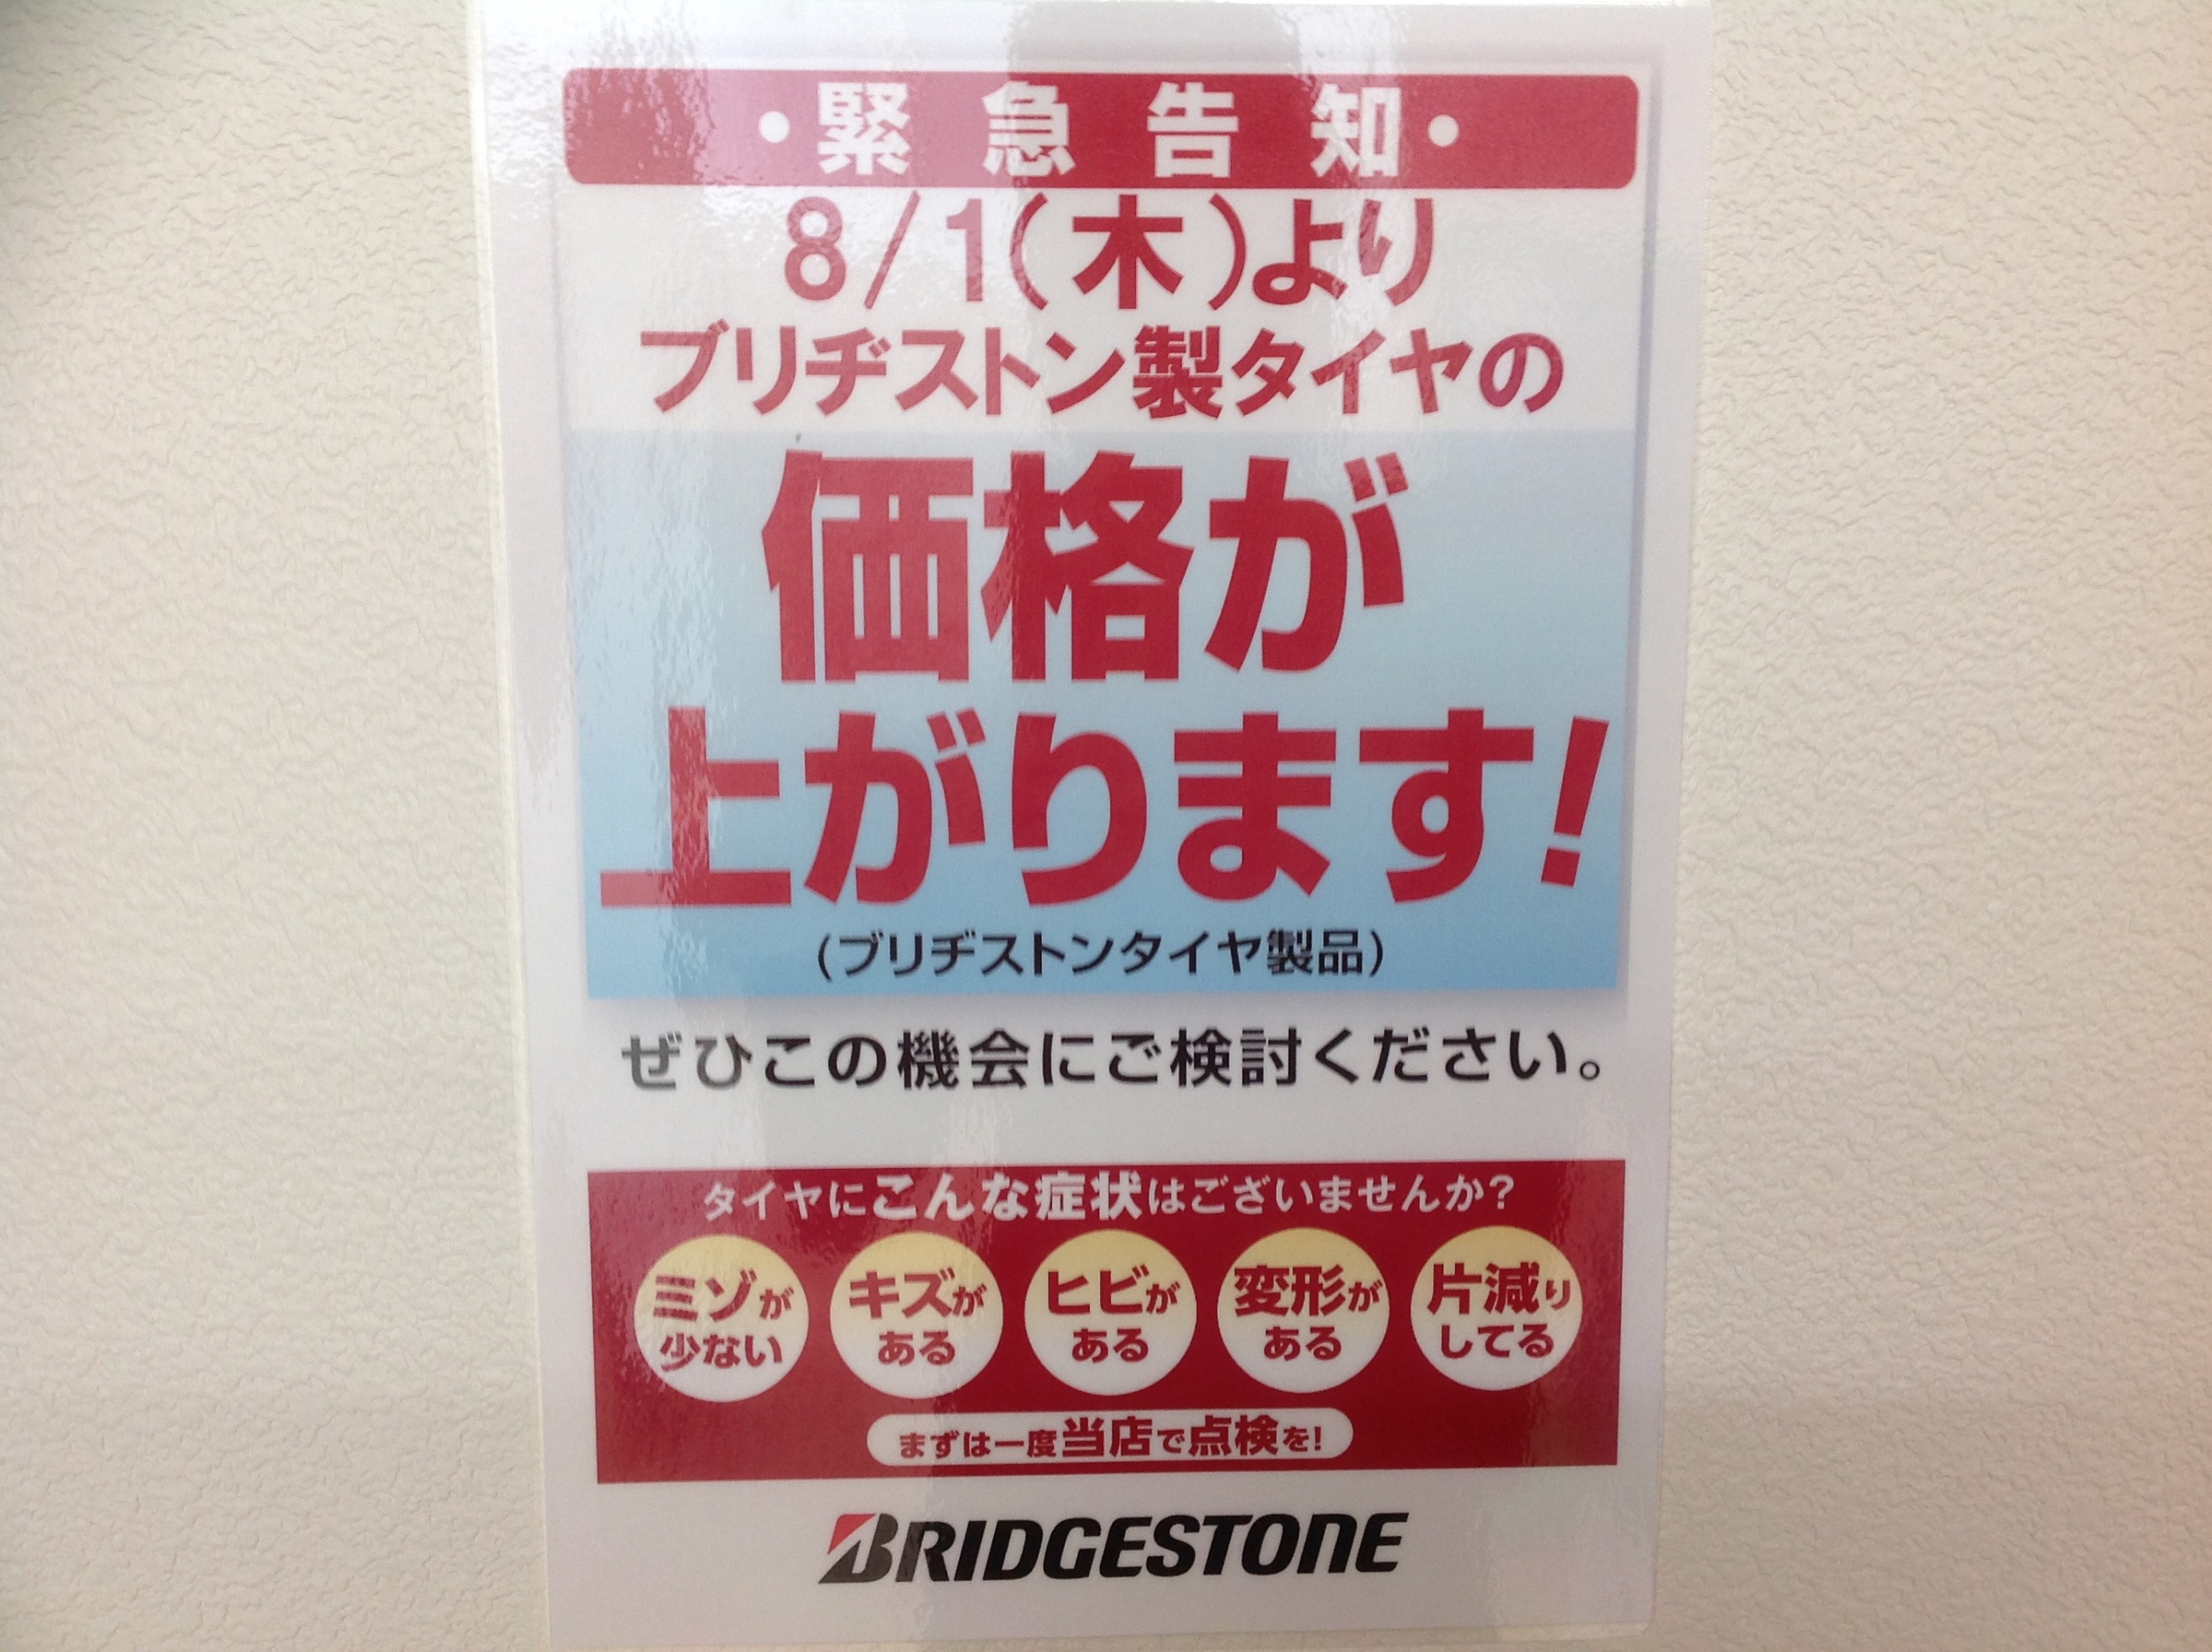 ・緊急告知・
8/1(木)より
ブリヂストン製タイヤの
価格が
上がります!
(ブリヂストンタイヤ製品)
ぜひこの機会にご検討ください。
タイヤにこんな症状はございませんか?
ミゾが
少ない
キズが
ある
ヒビが
ある
変形が
ある
片減り
してる
まずは一度当店で点検を!
BRIDGESTONE